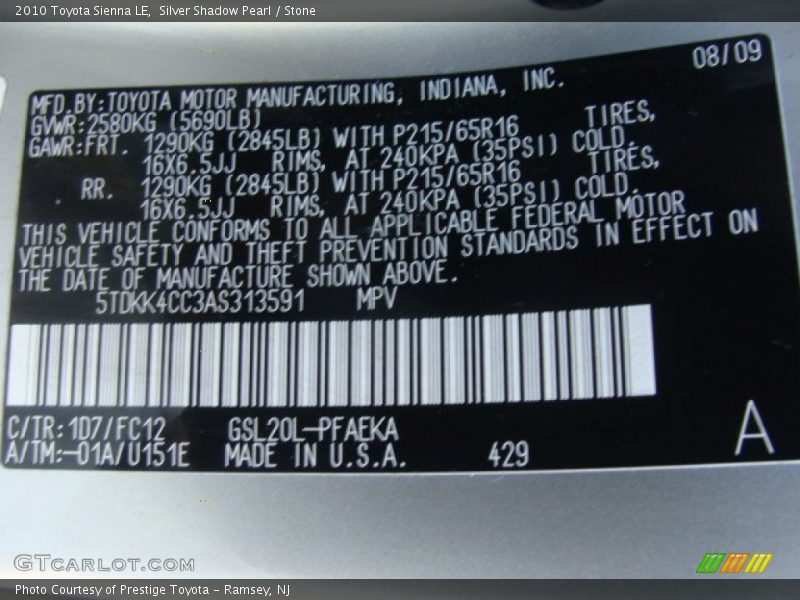 2010 Toyota Sienna LE, Silver Shadow Pearl / Stone
08/09
MFD.BY:TOYOTA MOTOR MANUFACTURING, INDIANA, INC.
GVWR:2580KG (5690LB)
GAWR:FRT. 1290KG (2845LB) WITH P215/65R16 TIRES,
16X6.5JJ RIMS, AT 240KPA (35PSI) COLD.
RR. 1290KG (2845LB) WITH P215/65R16 TIRES,
16X6.5JJ RIMS, AT 240KPA (35PSI) COLD.
THIS VEHICLE CONFORMS TO ALL APPLICABLE FEDERAL MOTOR
VEHICLE SAFETY AND THEFT PREVENTION STANDARDS IN EFFECT ON
THE DATE OF MANUFACTURE SHOWN ABOVE.
5TDKK4CC3AS313591 MPV
C/TR:1D7/FC12 GSL20L-PFAEKA
A/TM:-01A/U151E MADE IN U.S.A. 429
A
GTCARLOT.COM
Photo Courtesy of Prestige Toyota - Ramsey, NJ